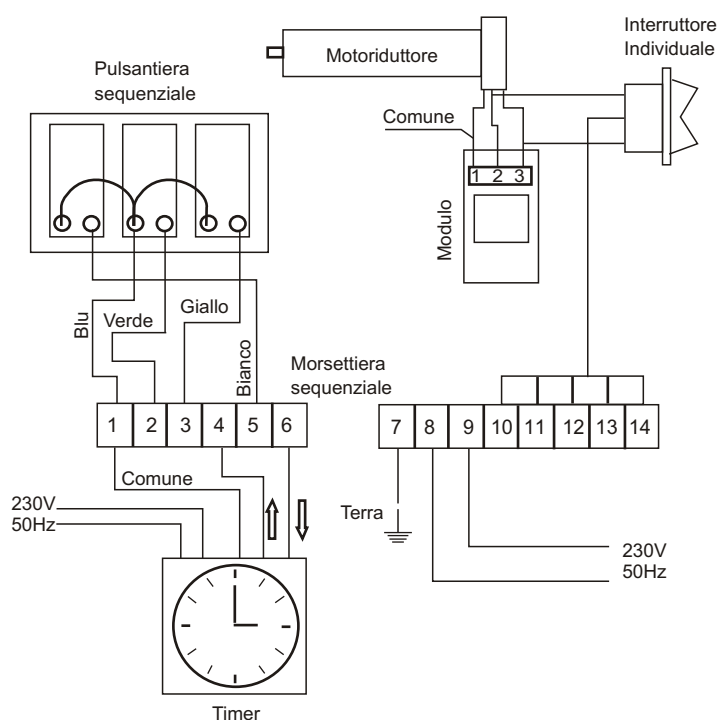 Interruttore
Individuale
Motoriduttore
Pulsantiera
sequenziale
Comune
1 2 3
Modulo
Blu
Verde
Giallo
Bianco
Morsettiera
sequenziale
1 2 3 4 5 6
7 8 9 10 11 12 13 14
Comune
230V
50Hz
Terra
230V
50Hz
Timer